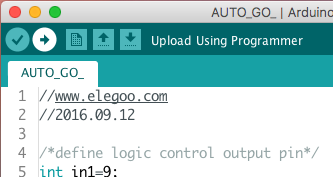 AUTO_GO_ | Arduino
Upload Using Programmer
AUTO_GO_
1 //www.elegoo.com
2 //2016.09.12
3
4 /*define logic control output pin*/
5 int in1=9;